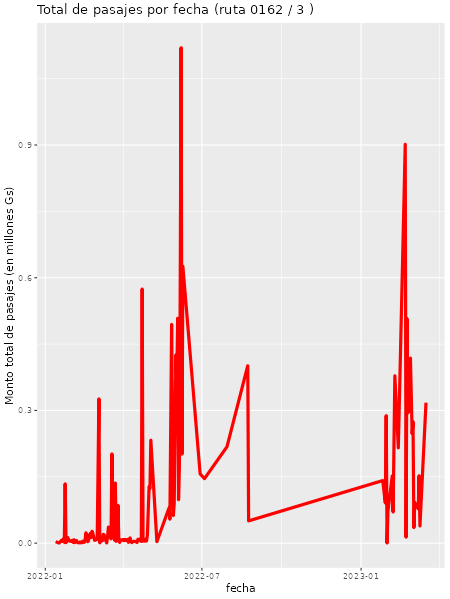 Total de pasajes por fecha (ruta 0162 / 3 )
Monto total de pasajes (en millones Gs)
0.9
0.6
0.3
0.0
2022-01
2022-07
2023-01
fecha